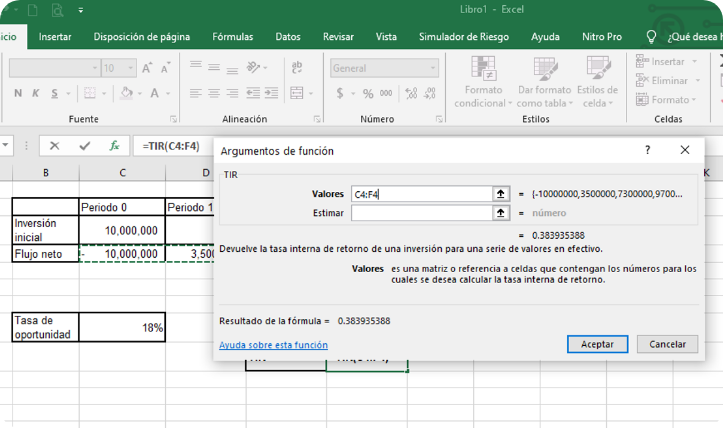 Libro1 - Excel
icio Insertar Disposición de página Fórmulas Datos Revisar Vista Simulador de Riesgo Ayuda Nitro Pro ¿Qué desea h
10 A A General Insertar
N K S A $ % 000 Formato condicional Dar formato como tabla Estilos de celda Eliminar
Formato
Fuente Alineación Número Estilos Celdas
fx =TIR(C4:F4)
B C D K
Periodo 0 Periodo 1
Inversión inicial 10,000,000
Flujo neto - 10,000,000 3,500
Tasa de oportunidad 18%
Argumentos de función ? X
TIR
Valores C4:F4 = {-10000000,3500000,7300000,9700...
Estimar = número
= 0.383935388
Devuelve la tasa interna de retorno de una inversión para una serie de valores en efectivo.
Valores es una matriz o referencia a celdas que contengan los números para los
cuales se desea calcular la tasa interna de retorno.
Resultado de la fórmula = 0.383935388
Ayuda sobre esta función Aceptar Cancelar